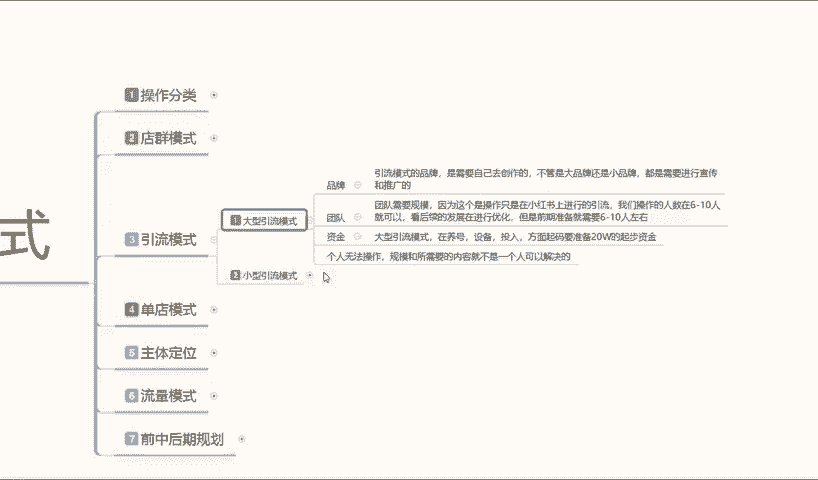 式
1 操作分类
2 店群模式
3 引流模式
1 大型引流模式
品牌
引流模式的品牌，是需要自己去创作的，不管是大品牌还是小品牌，都是需要进行宣传
和推广的
团队
团队需要规模，因为这个是操作只是在小红书上进行的引流，我们操作的人数在6-10人
就可以，看后续的发展在进行优化，但是前期准备就需要6-10人左右
资金
大型引流模式，在养号，设备，投入，方面起码要准备20W的起步资金
个人无法操作，规模和所需要的内容就不是一个人可以解决的
2 小型引流模式
4 单店模式
5 主体定位
6 流量模式
7 前中后期规划